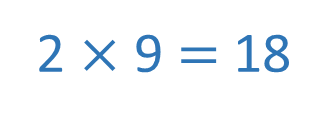 2 × 9 = 18